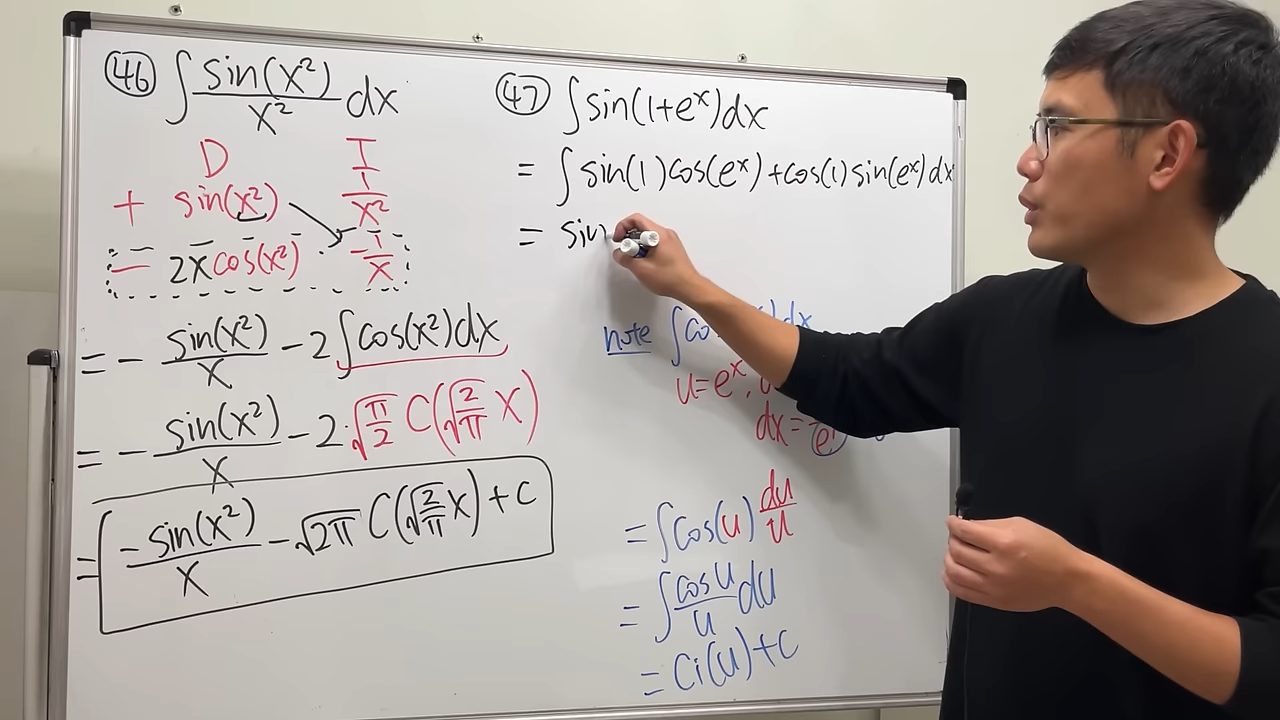 ㊻ ∫ sin(x²)/x² dx
D I
+ sin(x²) 1/x²
− 2x cos(x²) −1/x
= − sin(x²)/x − 2∫cos(x²)dx
= − sin(x²)/x − 2·√(π/2) C(√(2/π) x)
= −sin(x²)/x − √2π C(√(2/π) x) + C
㊼ ∫ sin(1+eˣ)dx
= ∫ sin(1)cos(eˣ)+cos(1)sin(eˣ)dx
= sin
note ∫ dx
u=eˣ,
dx=
= ∫cos(u) du/u
= ∫ cos u/u du
= Ci(u)+C